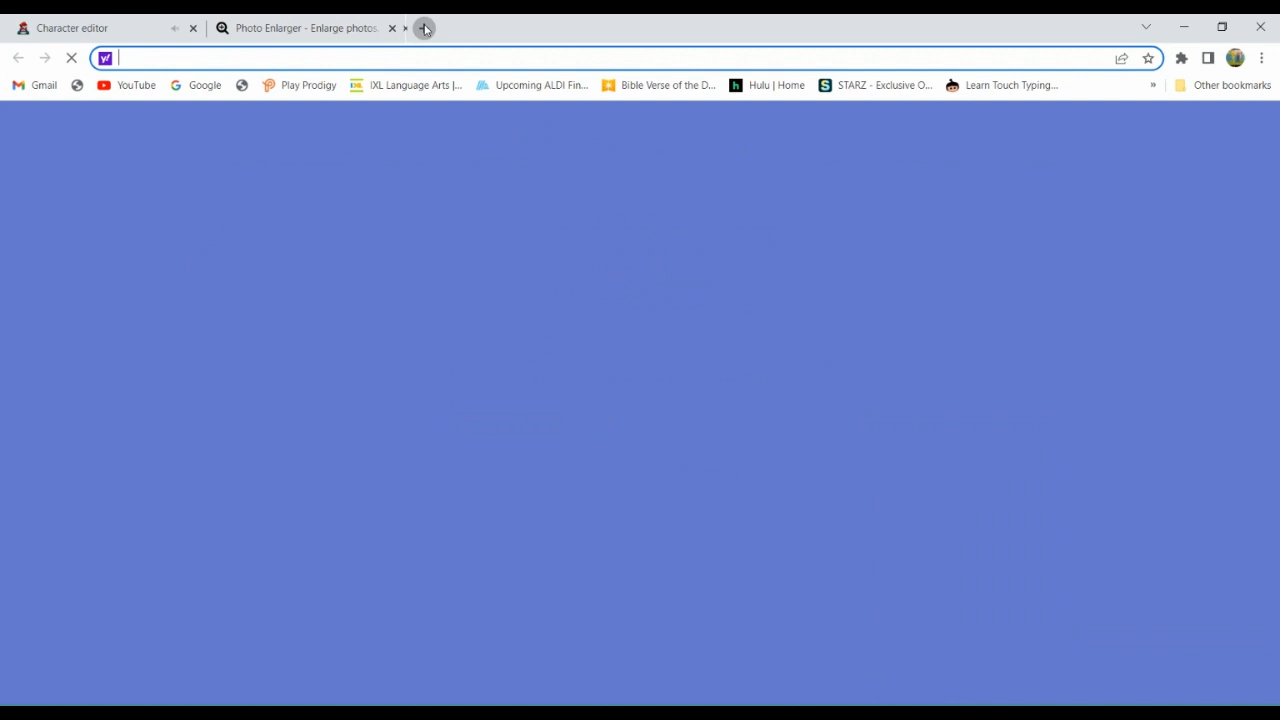 Character editor
Photo Enlarger - Enlarge photos,
y!
Gmail
YouTube
Google
Play Prodigy
IXL Language Arts |...
Upcoming ALDI Fin...
Bible Verse of the D...
h Hulu | Home
S STARZ - Exclusive O...
Learn Touch Typing...
»
Other bookmarks